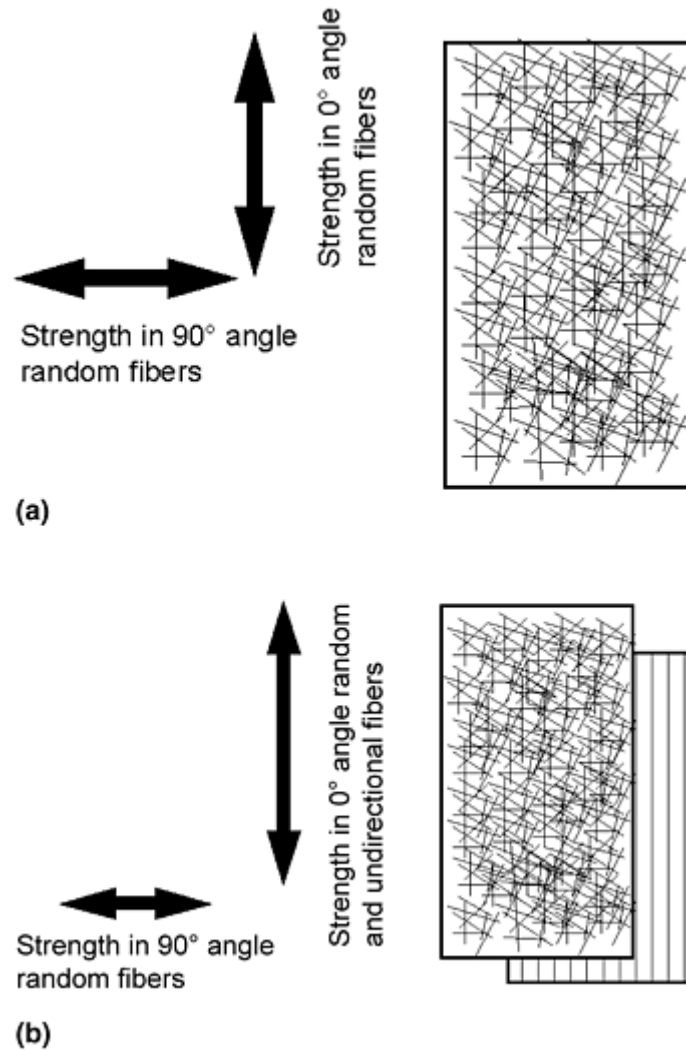 Strength in 0° angle
random fibers
Strength in 90° angle
random fibers
(a)
Strength in 0° angle random
and undirectional fibers
Strength in 90° angle
random fibers
(b)